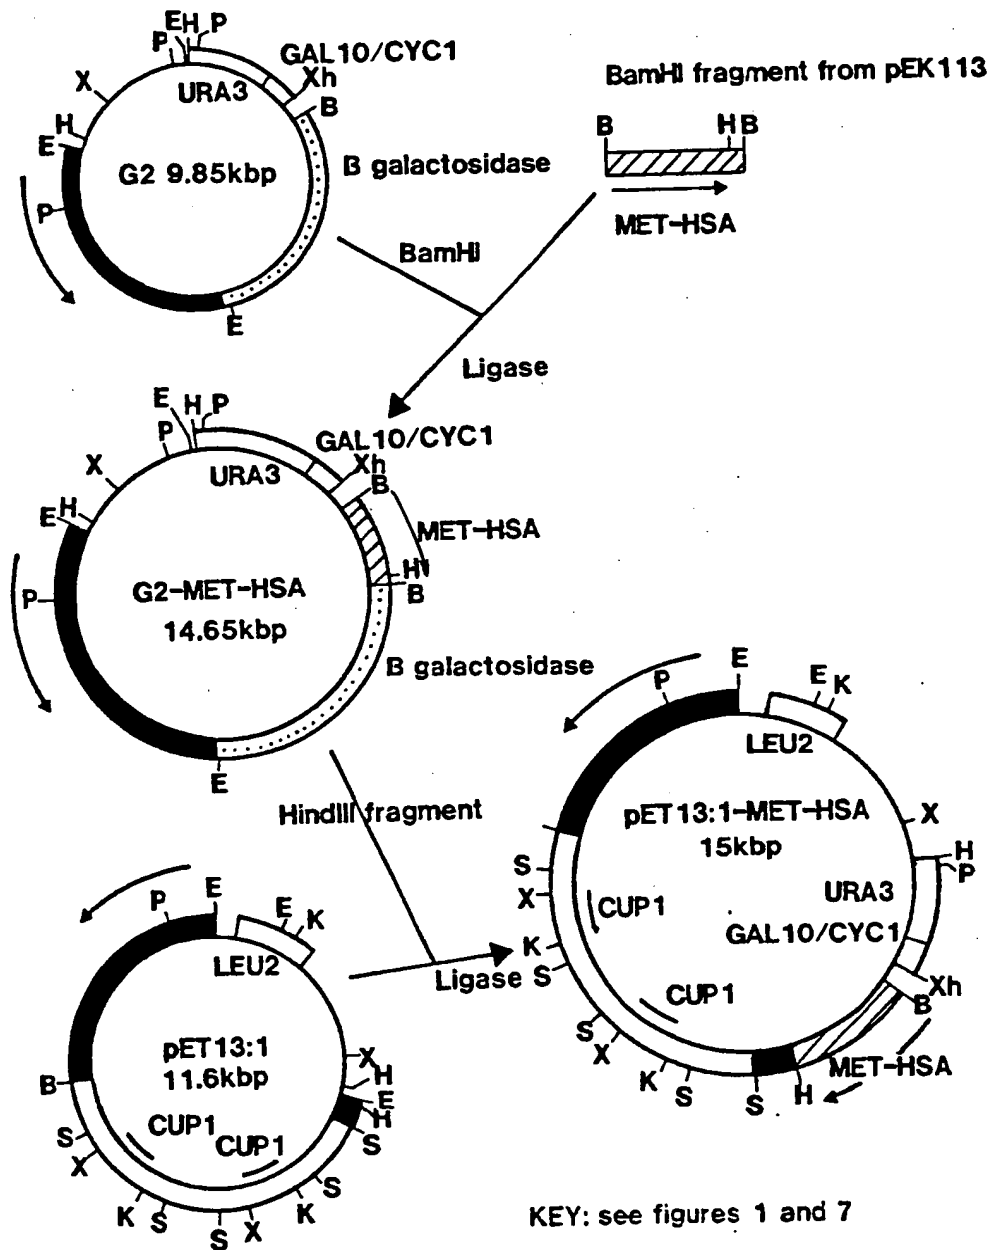 EH P
P
GAL10/CYC1
X
Xh
URA3
B
H
E
G2 9.85kbp
B galactosidase
P
E
BamHI fragment from pEK113
B
H B
MET-HSA
BamHI
Ligase
E
H P
P
GAL10/CYC1
X
URA3
Xh
B
E H
MET-HSA
H
B
P
G2-MET-HSA
14.65kbp
B galactosidase
E
HindIII fragment
Ligase
P
E
E
K
LEU2
pET13:1
11.6kbp
X
H
E
H
S
B
CUP1
CUP1
S
X
K
S
S
X
K
S
P
E
E
K
LEU2
pET13:1-MET-HSA
15kbp
X
H
P
URA3
GAL10/CYC1
Xh
B
MET-HSA
H
S
X
CUP1
K
S
CUP1
S
X
K
S
S
KEY: see figures 1 and 7